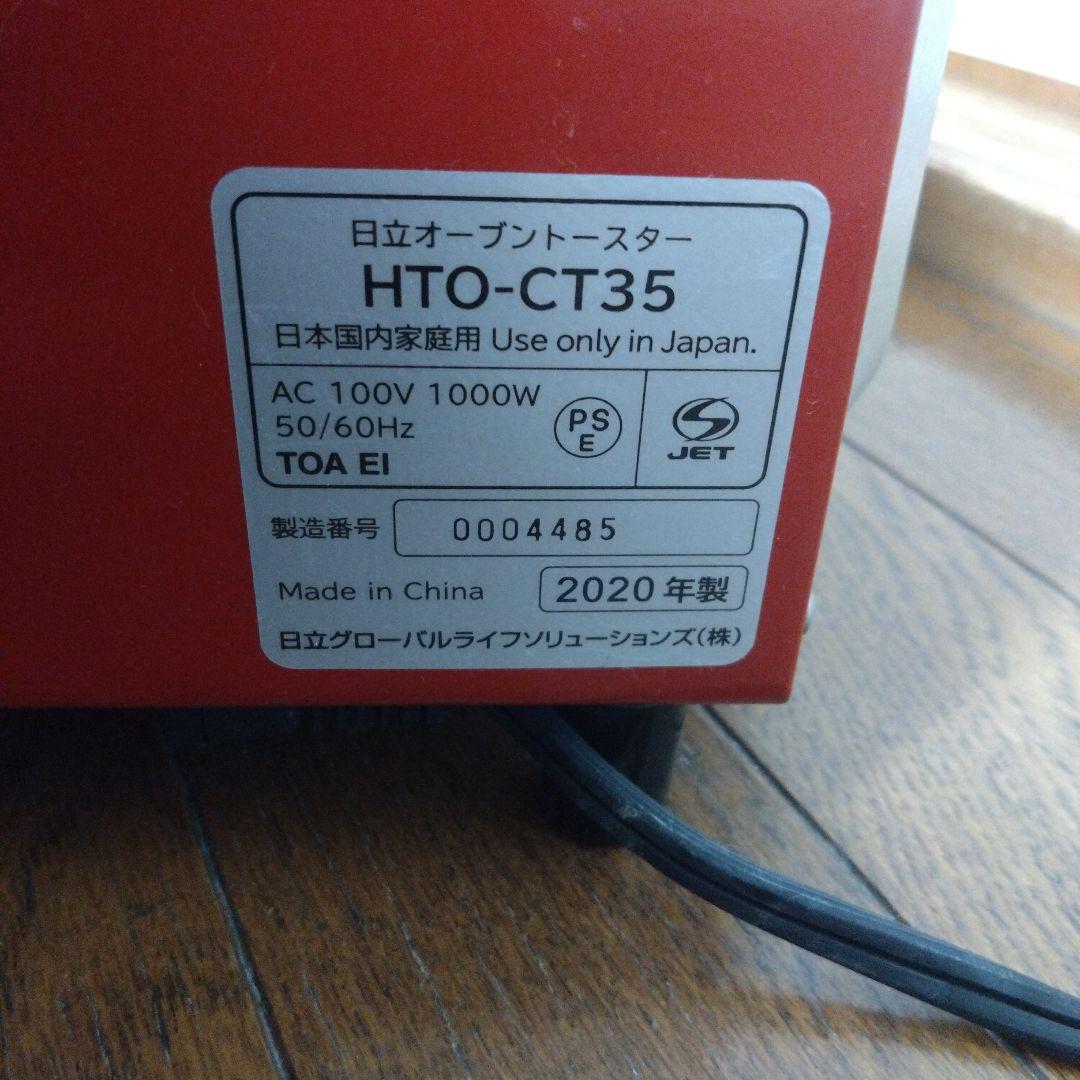 日立オーブントースター
HTO-CT35
日本国内家庭用 Use only in Japan.
AC 100V 1000W
50/60Hz
TOA EI
PS
E
JET
製造番号 0004485
Made in China 2020年製
日立グローバルライフソリューションズ(株)